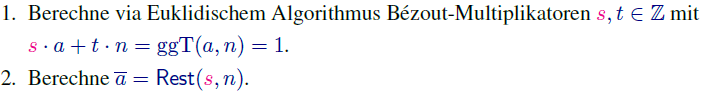 1. Berechne via Euklidischem Algorithmus Bézout-Multiplikatoren s, t ∈ ℤ mit
s · a + t · n = ggT(a, n) = 1.
2. Berechne a̅ = Rest(s, n).